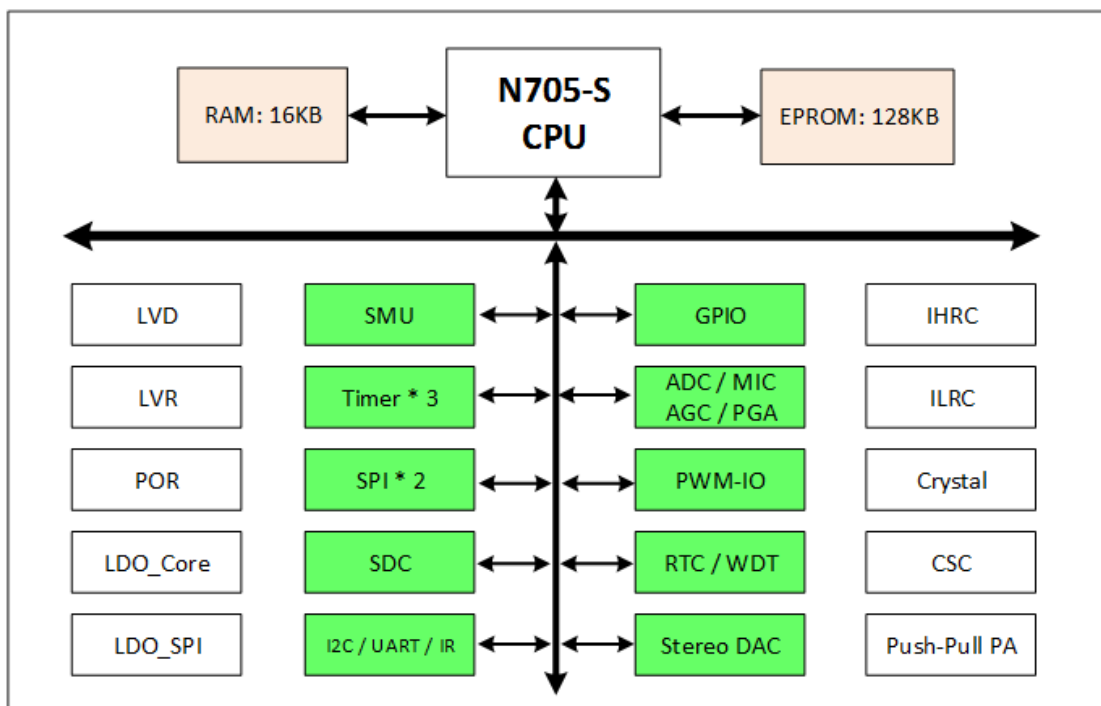 RAM: 16KB
N705-S
CPU
EPROM: 128KB
LVD
SMU
GPIO
IHRC
LVR
Timer * 3
ADC / MIC
AGC / PGA
ILRC
POR
SPI * 2
PWM-IO
Crystal
LDO_Core
SDC
RTC / WDT
CSC
LDO_SPI
I2C / UART / IR
Stereo DAC
Push-Pull PA